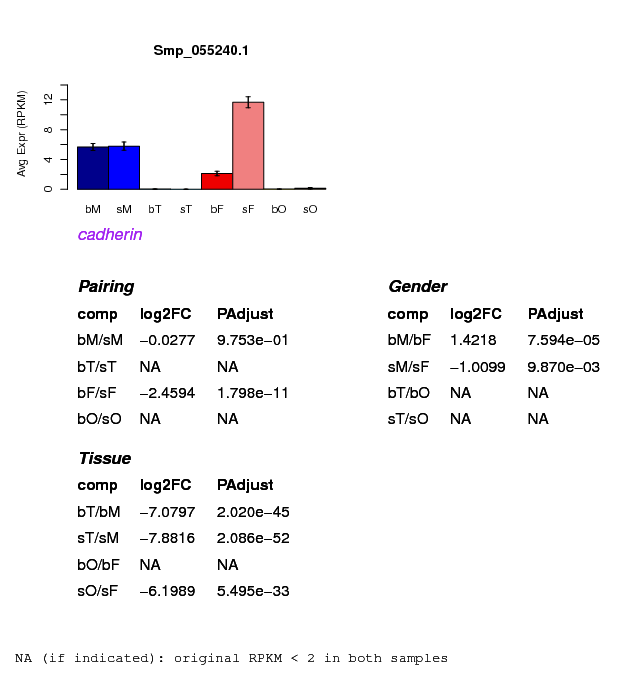 Smp_055240.1
Avg Expr (RPKM)
12
8
4
0
bM sM bT sT bF sF bO sO
cadherin
Pairing
comp log2FC PAdjust
bM/sM −0.0277 9.753e−01
bT/sT NA NA
bF/sF −2.4594 1.798e−11
bO/sO NA NA
Gender
comp log2FC PAdjust
bM/bF 1.4218 7.594e−05
sM/sF −1.0099 9.870e−03
bT/bO NA NA
sT/sO NA NA
Tissue
comp log2FC PAdjust
bT/bM −7.0797 2.020e−45
sT/sM −7.8816 2.086e−52
bO/bF NA NA
sO/sF −6.1989 5.495e−33
NA (if indicated): original RPKM < 2 in both samples